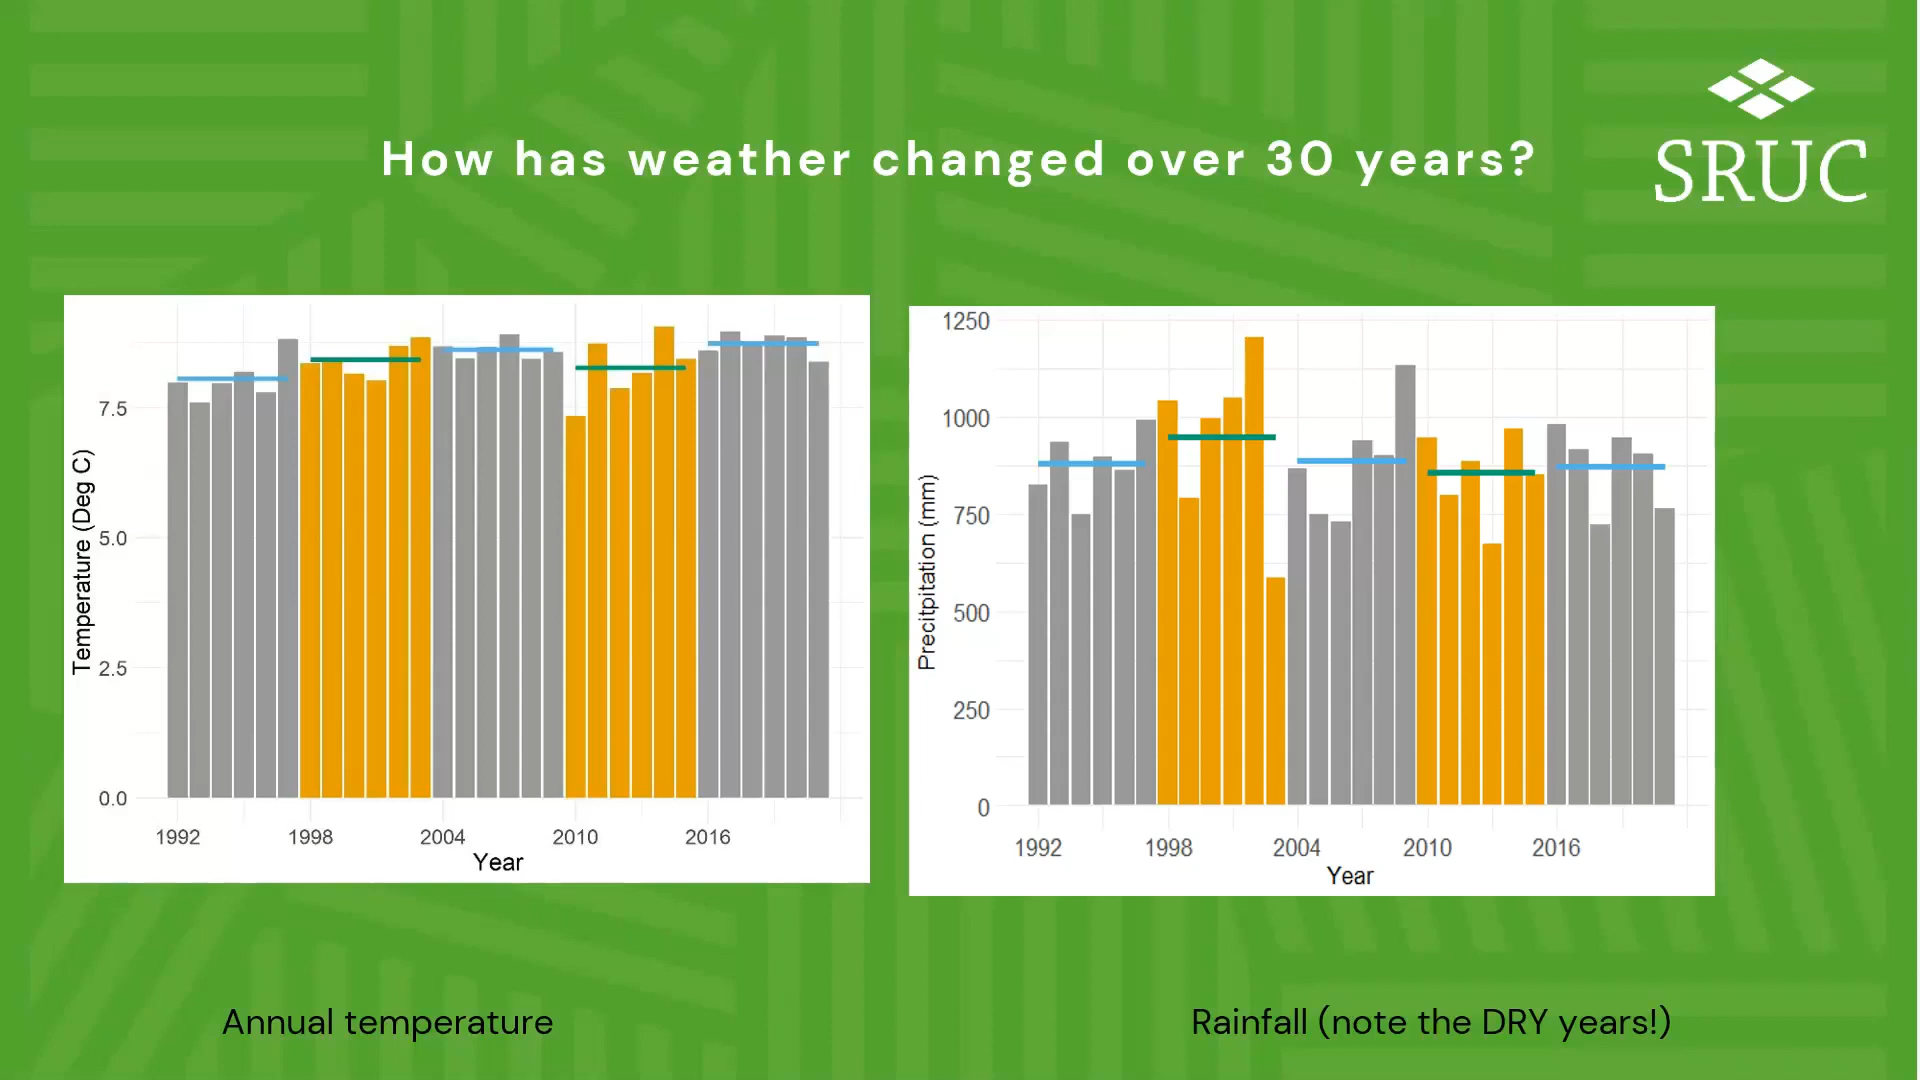 How has weather changed over 30 years?
SRUC
7.5
5.0
2.5
0.0
Temperature (Deg C)
1992 1998 2004 2010 2016
Year
1250
1000
750
500
250
0
Precitpitation (mm)
1992 1998 2004 2010 2016
Year
Annual temperature
Rainfall (note the DRY years!)